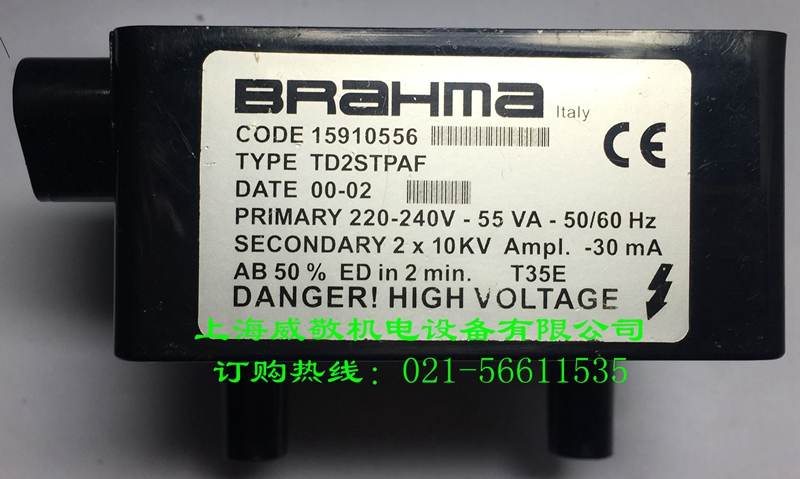 BRAHMA Italy
CODE 15910556
TYPE TD2STPAF
CE
DATE 00-02
PRIMARY 220-240V - 55 VA - 50/60 Hz
SECONDARY 2 x 10KV Ampl. -30 mA
AB 50 % ED in 2 min. T35E
DANGER! HIGH VOLTAGE
上海威敬机电设备有限公司
订购热线：021-56611535